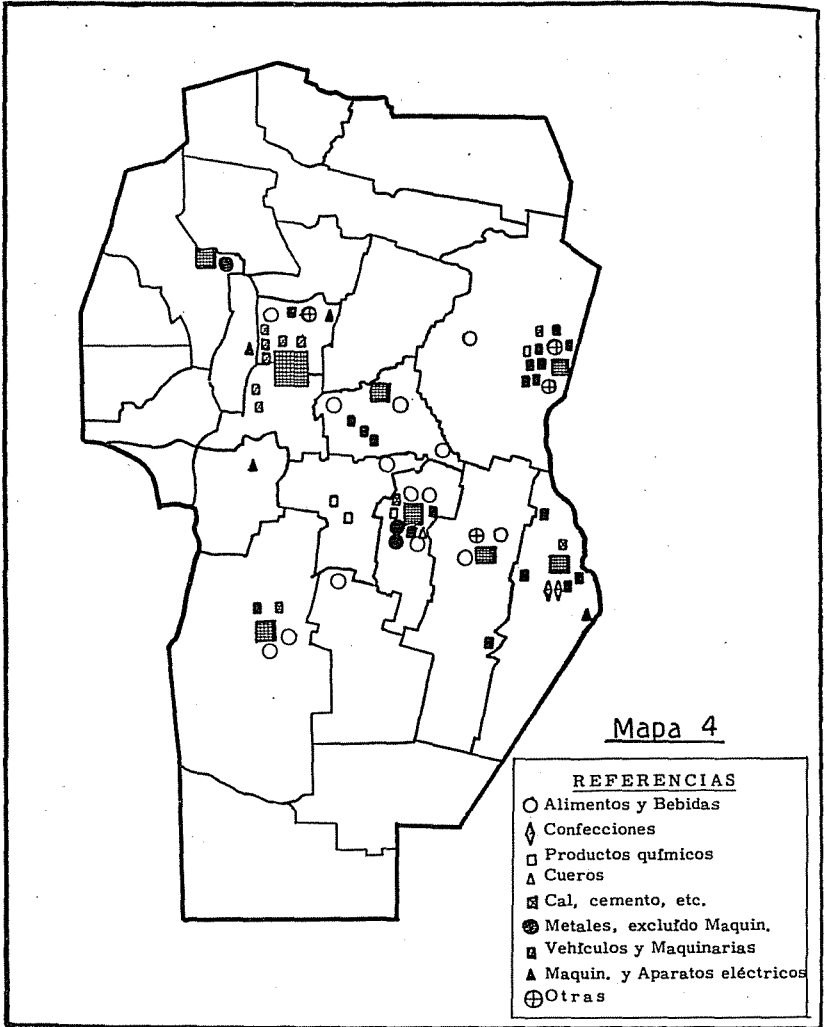 Mapa 4
REFERENCIAS
Alimentos y Bebidas
Confecciones
Productos químicos
Cueros
Cal, cemento, etc.
Metales, excluído Maquin.
Vehículos y Maquinarias
Maquin. y Aparatos eléctricos
Otras